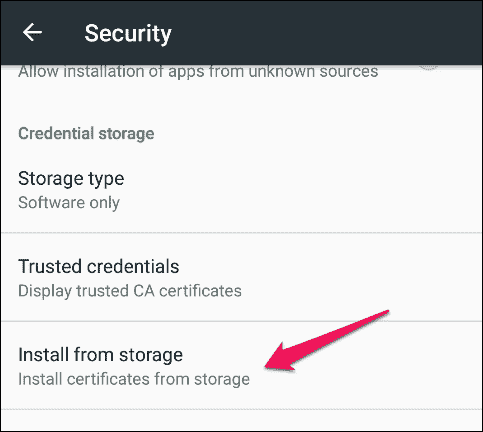 Security
Allow installation of apps from unknown sources
Credential storage
Storage type
Software only
Trusted credentials
Display trusted CA certificates
Install from storage
Install certificates from storage